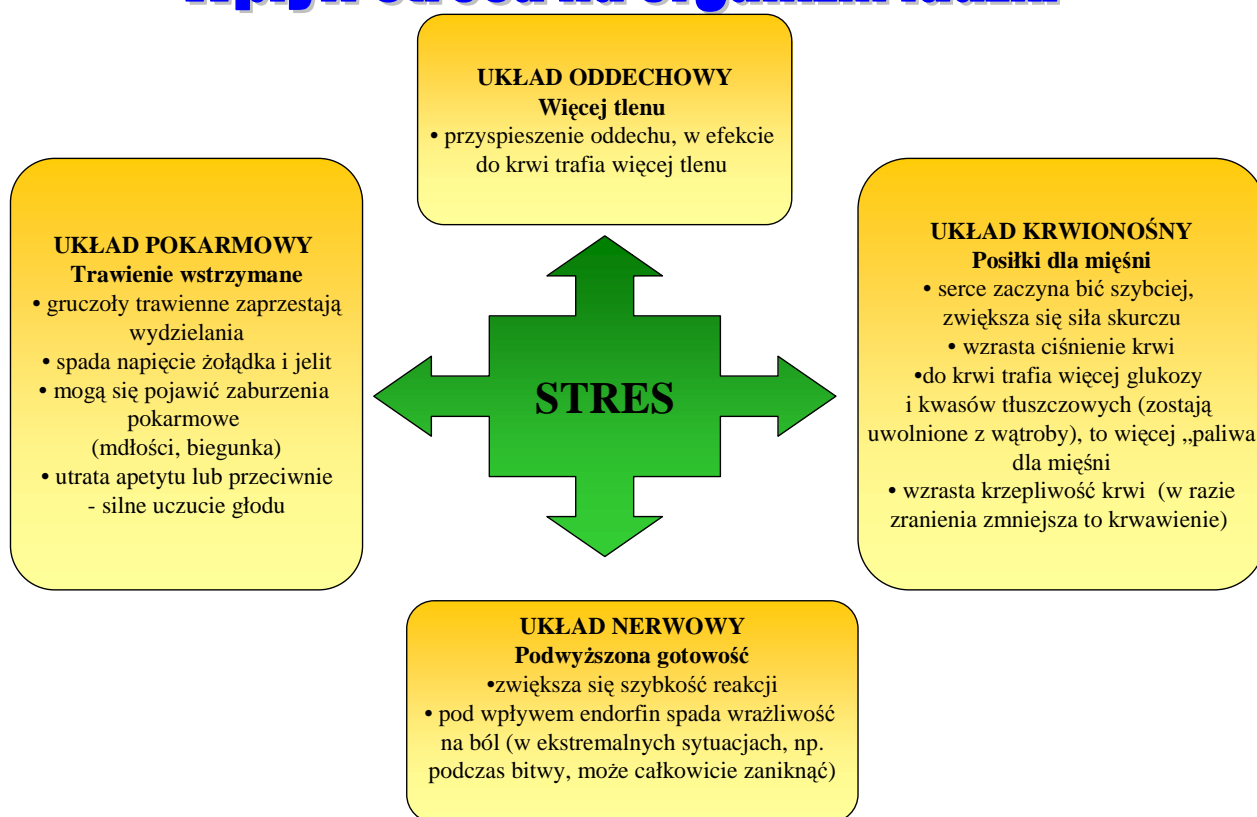 Wpływ stresu na organizm ludzki
UKŁAD ODDECHOWY
Więcej tlenu
• przyspieszenie oddechu, w efekcie
do krwi trafia więcej tlenu
UKŁAD POKARMOWY
Trawienie wstrzymane
• gruczoły trawienne zaprzestają
wydzielania
• spada napięcie żołądka i jelit
• mogą się pojawić zaburzenia
pokarmowe
(mdłości, biegunka)
• utrata apetytu lub przeciwnie
- silne uczucie głodu
STRES
UKŁAD KRWIONOŚNY
Posiłki dla mięśni
• serce zaczyna bić szybciej,
zwiększa się siła skurczu
• wzrasta ciśnienie krwi
•do krwi trafia więcej glukozy
i kwasów tłuszczowych (zostają
uwolnione z wątroby), to więcej „paliwa
dla mięśni
• wzrasta krzepliwość krwi (w razie
zranienia zmniejsza to krwawienie)
UKŁAD NERWOWY
Podwyższona gotowość
•zwiększa się szybkość reakcji
• pod wpływem endorfin spada wrażliwość
na ból (w ekstremalnych sytuacjach, np.
podczas bitwy, może całkowicie zaniknąć)